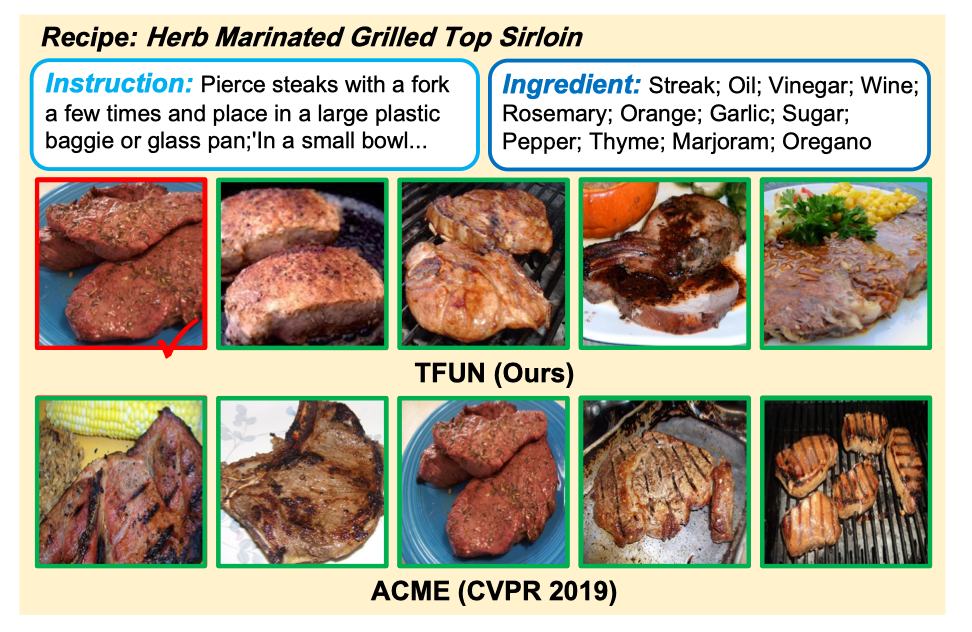 Recipe: Herb Marinated Grilled Top Sirloin
Instruction: Pierce steaks with a fork
a few times and place in a large plastic
baggie or glass pan;'In a small bowl...
Ingredient: Streak; Oil; Vinegar; Wine;
Rosemary; Orange; Garlic; Sugar;
Pepper; Thyme; Marjoram; Oregano
TFUN (Ours)
ACME (CVPR 2019)